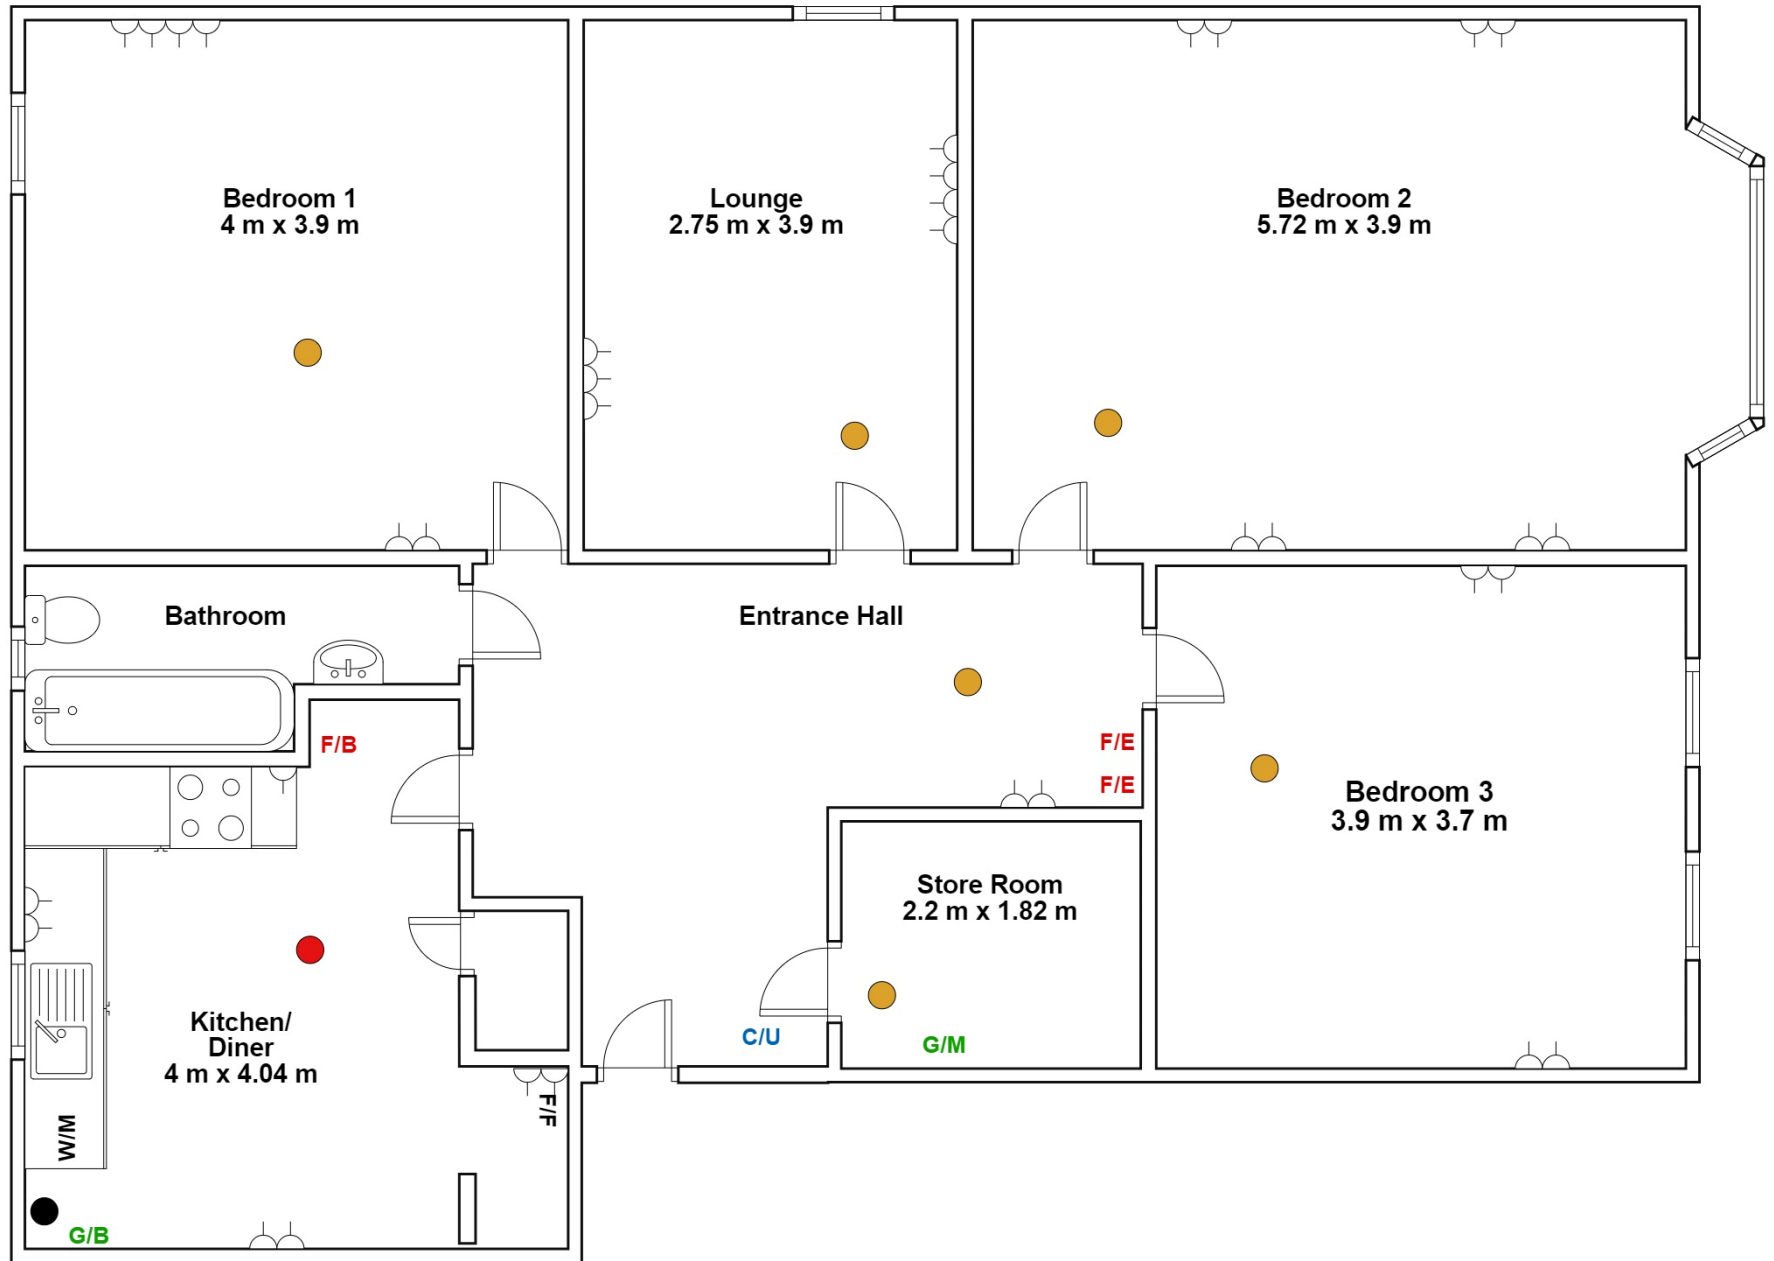 Bedroom 1
4 m x 3.9 m
Lounge
2.75 m x 3.9 m
Bedroom 2
5.72 m x 3.9 m
Bathroom
Entrance Hall
F/B
F/E
F/E
Bedroom 3
3.9 m x 3.7 m
Store Room
2.2 m x 1.82 m
Kitchen/
Diner
4 m x 4.04 m
C/U
G/M
F/F
W/M
G/B